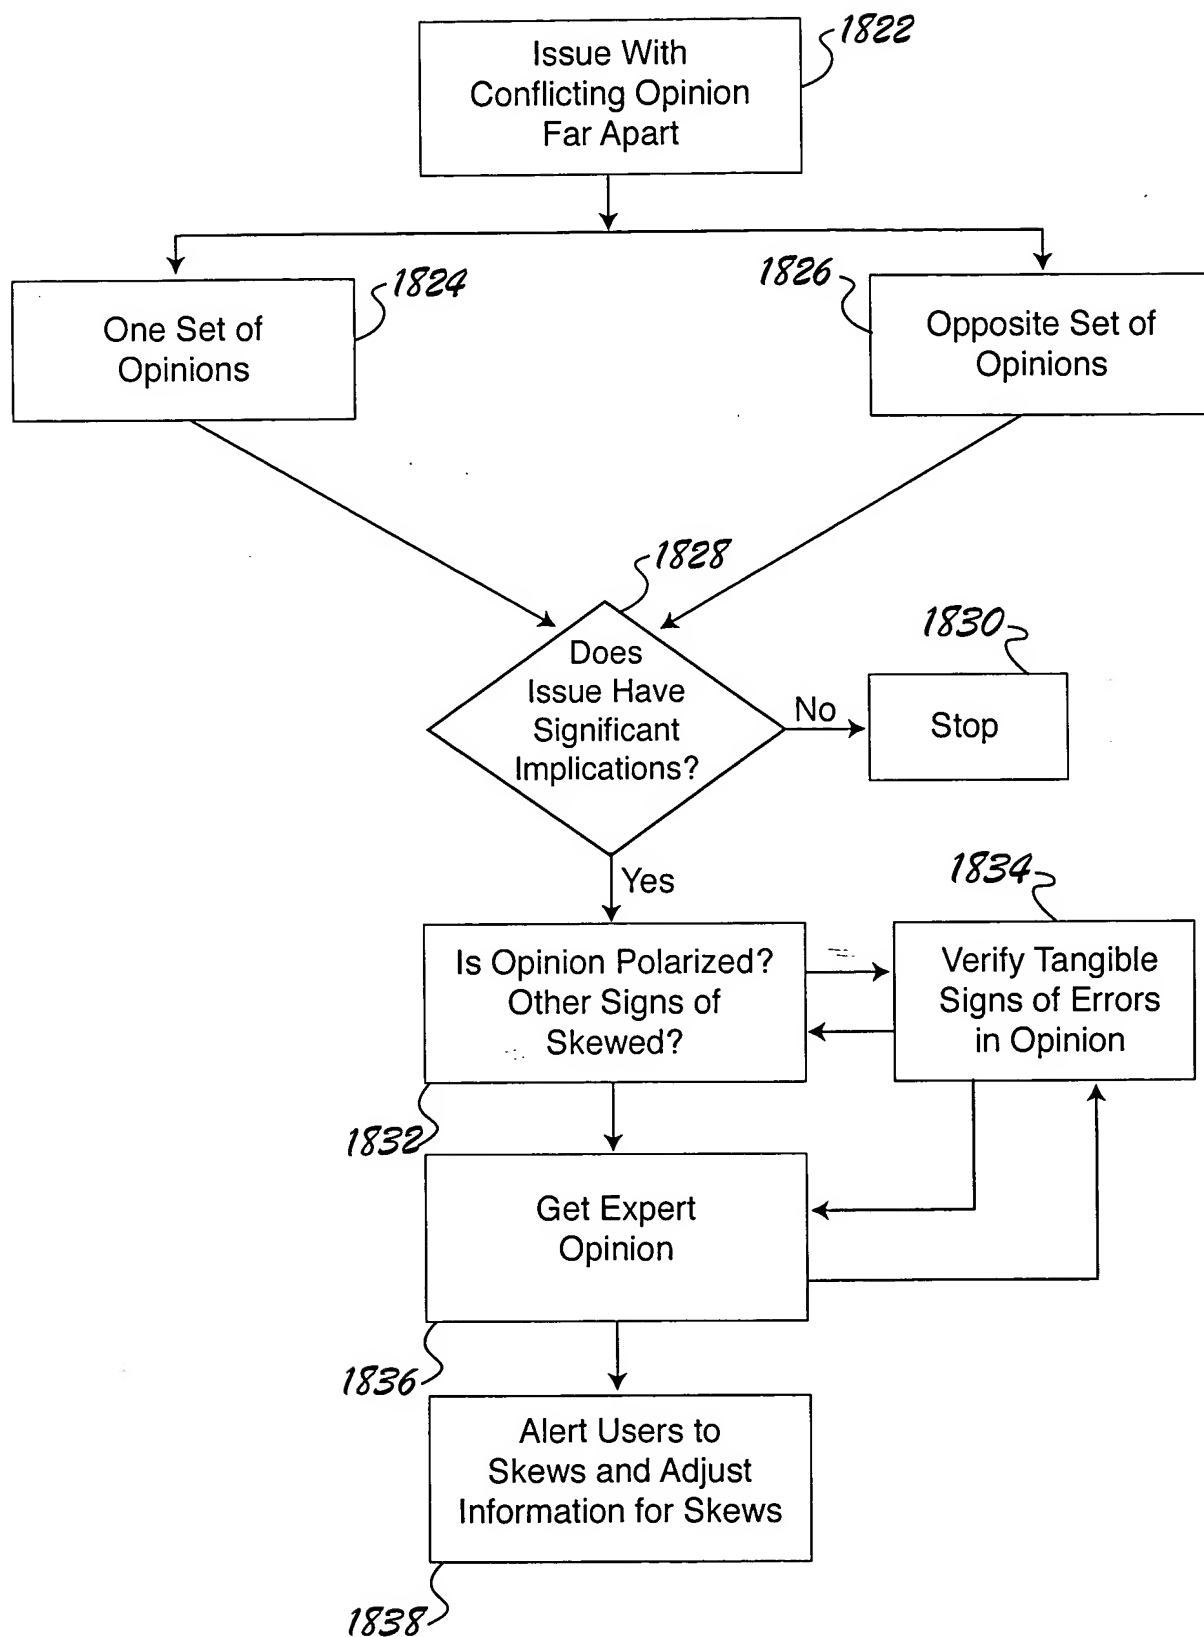 1822
Issue With
Conflicting Opinion
Far Apart
1824
One Set of
Opinions
1826
Opposite Set of
Opinions
1828
Does
Issue Have
Significant
Implications?
No
1830
Stop
Yes
1832
Is Opinion Polarized?
Other Signs of
Skewed?
1834
Verify Tangible
Signs of Errors
in Opinion
1836
Get Expert
Opinion
1838
Alert Users to
Skews and Adjust
Information for Skews